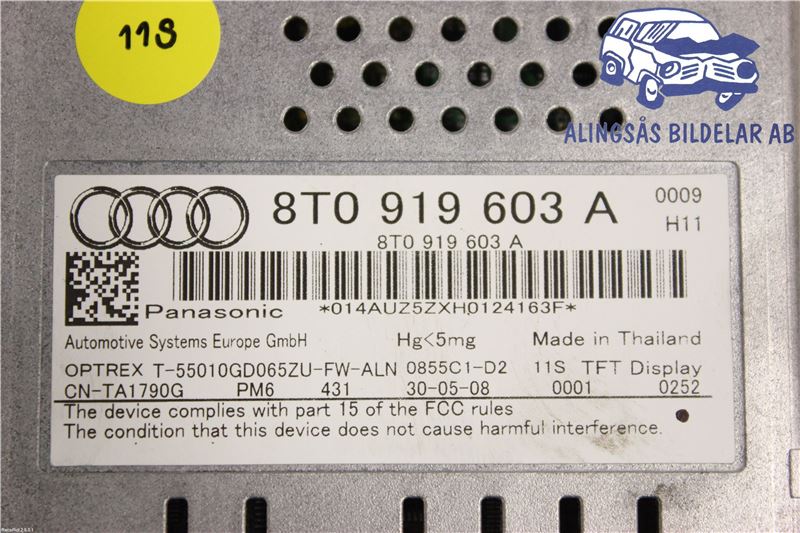 118
ALINGSÅS BILDELAR AB
8T0 919 603 A
0009
H11
8T0 919 603 A
Panasonic
*014AUZ5ZXH0124163F*
Automotive Systems Europe GmbH Hg<5mg Made in Thailand
OPTREX T-55010GD065ZU-FW-ALN 0855C1-D2 11S TFT Display
CN-TA1790G PM6 431 30-05-08 0001 0252
The device complies with part 15 of the FCC rules
The condition that this device does not cause harmful interference.